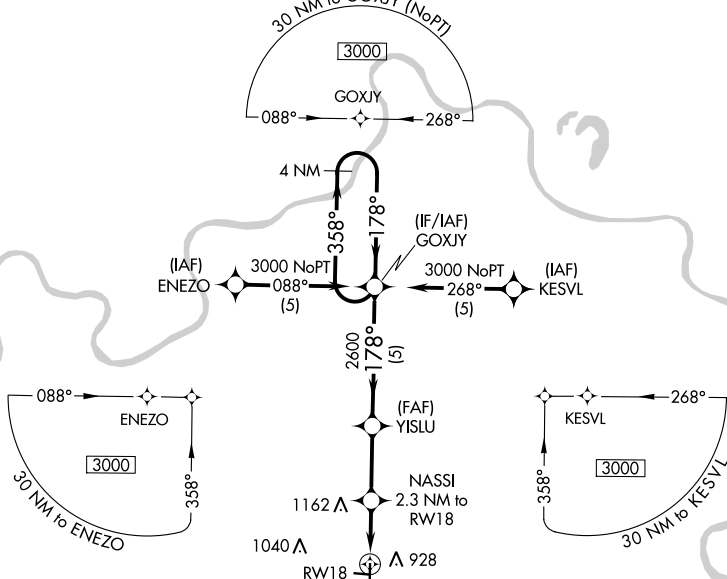 30 NM to GOXJY (NoPT)
3000
GOXJY
088°
268°
4 NM
358°
178°
(IF/IAF)
GOXJY
(IAF)
ENEZO
3000 NoPT
088°
(5)
3000 NoPT
268°
(5)
(IAF)
KESVL
2600
178°
(5)
088°
ENEZO
3000
358°
30 NM to ENEZO
(FAF)
YISLU
268°
KESVL
3000
358°
30 NM to KESVL
NASSI
2.3 NM to
RW18
1162
1040
928
RW18